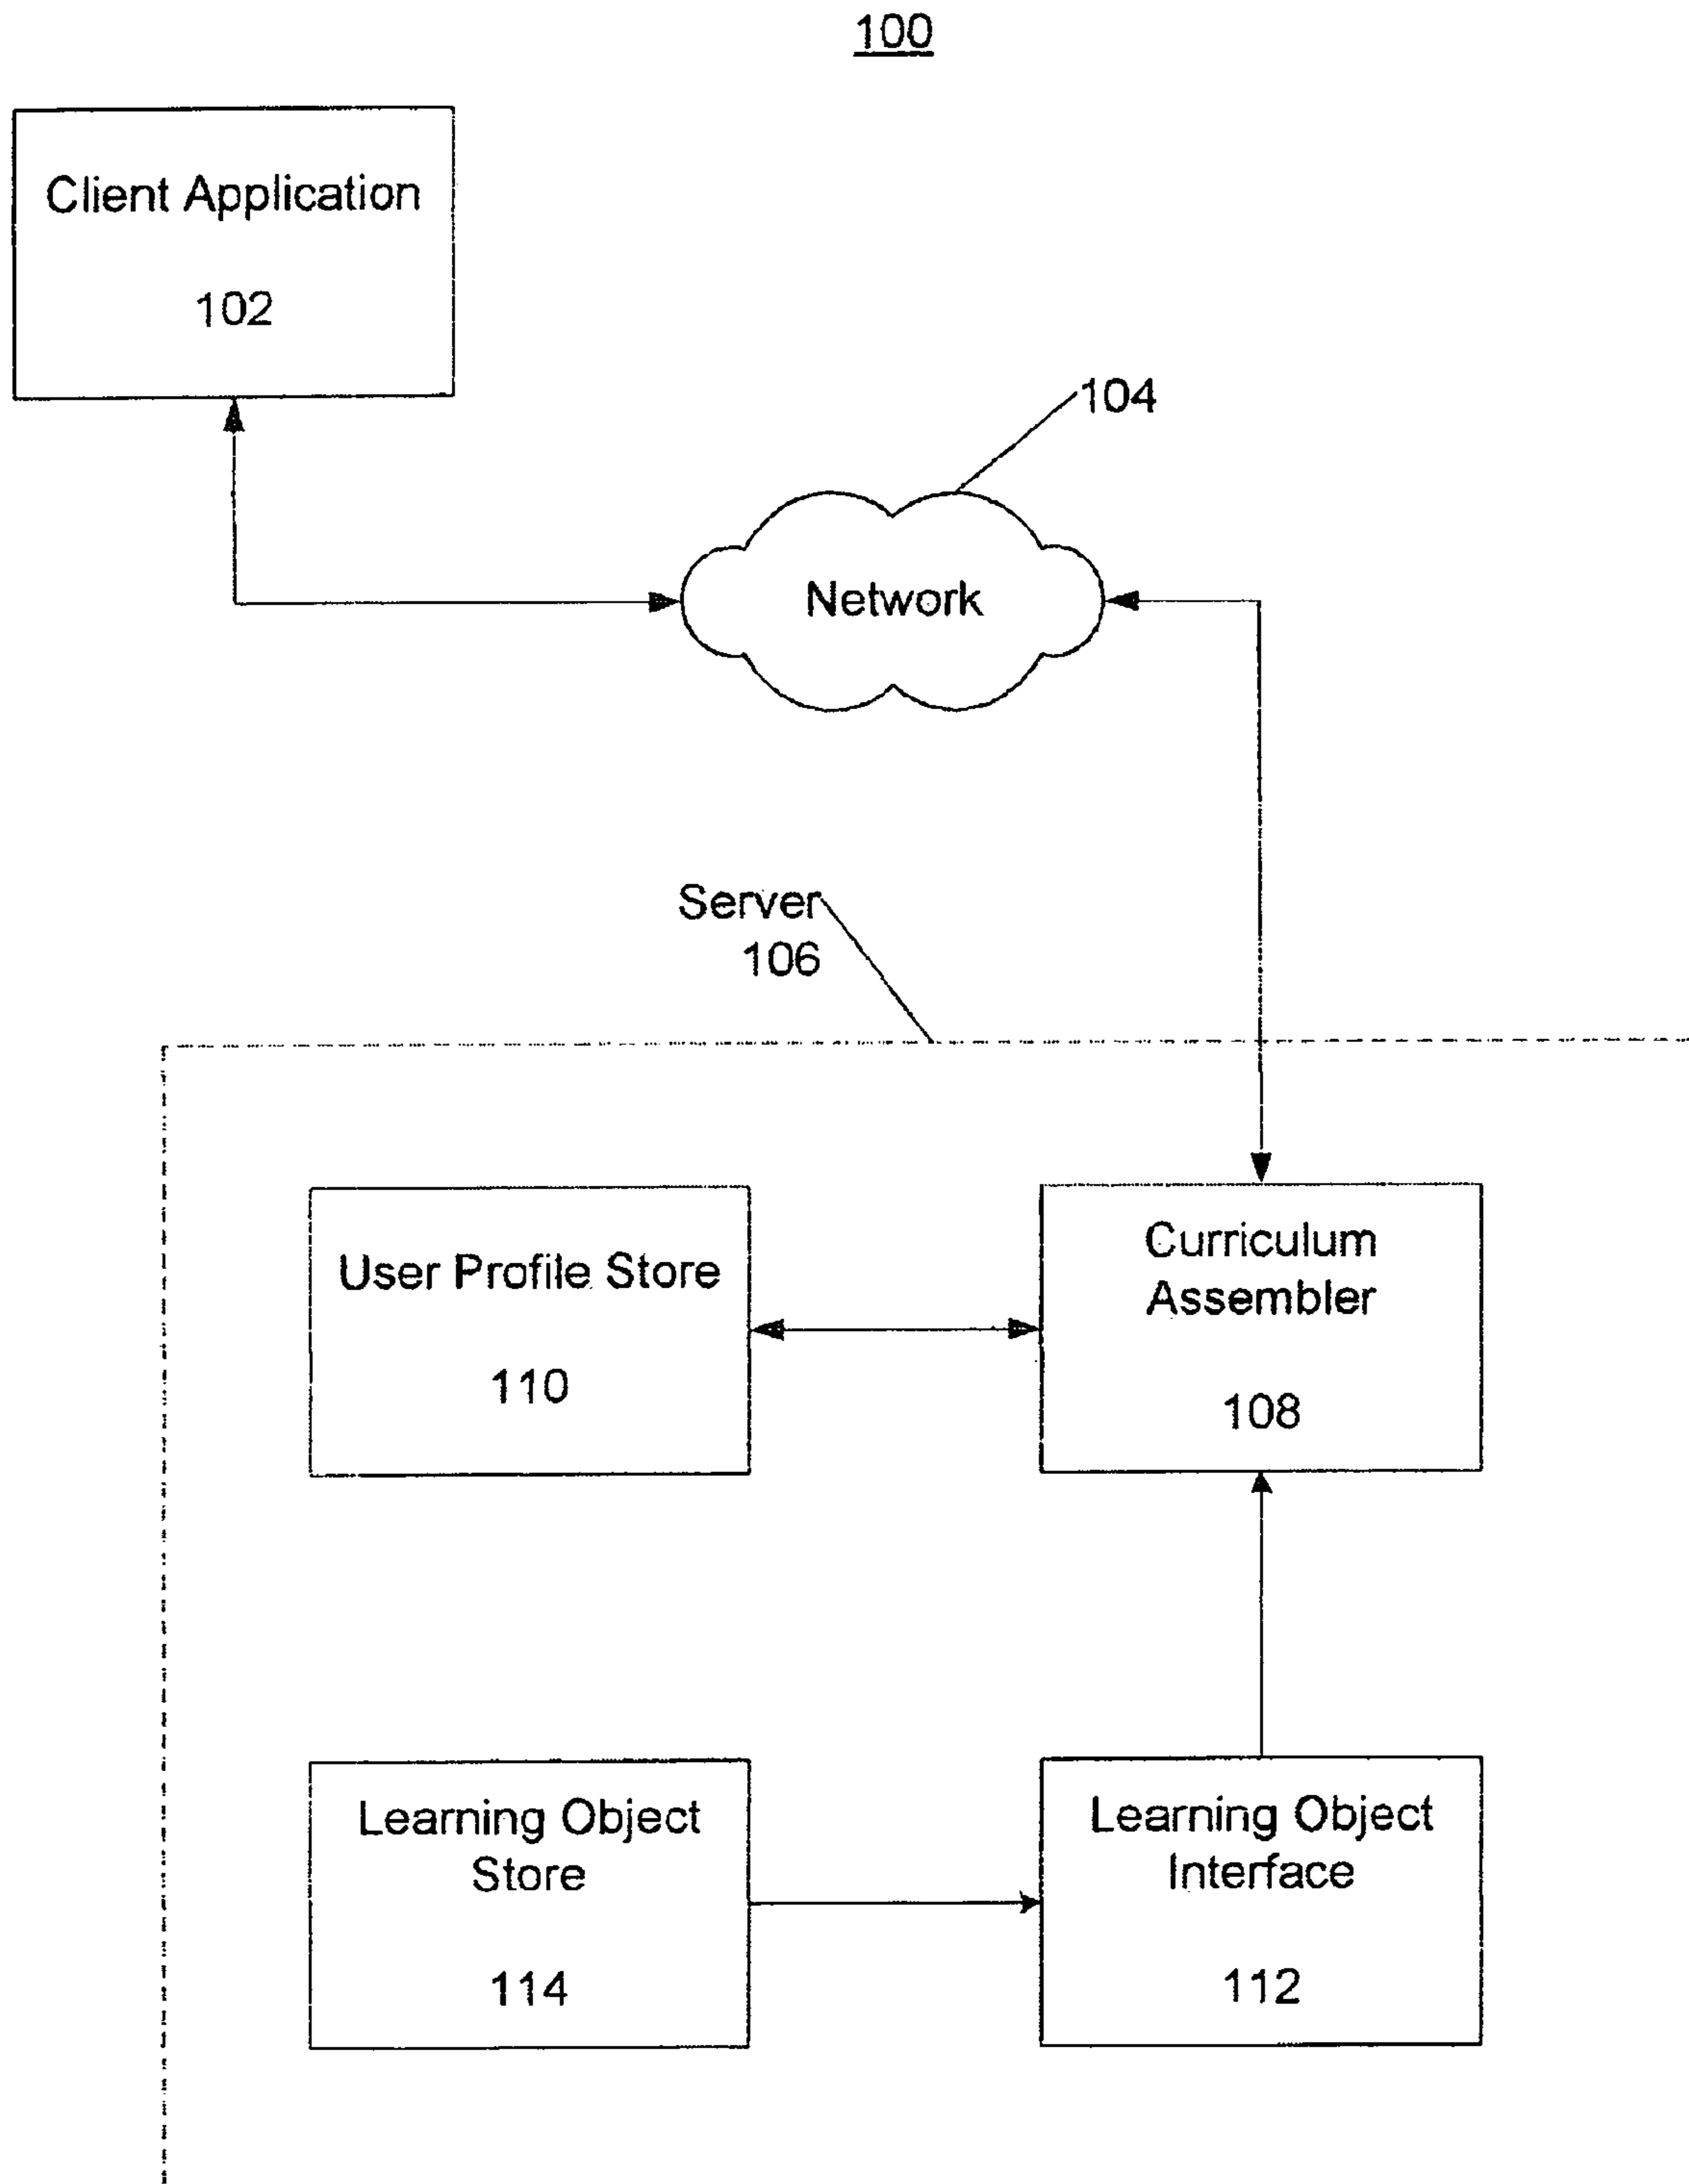 100
Client Application
102
104
Network
Server
106
User Profile Store
110
Curriculum
Assembler
108
Learning Object
Store
114
Learning Object
Interface
112